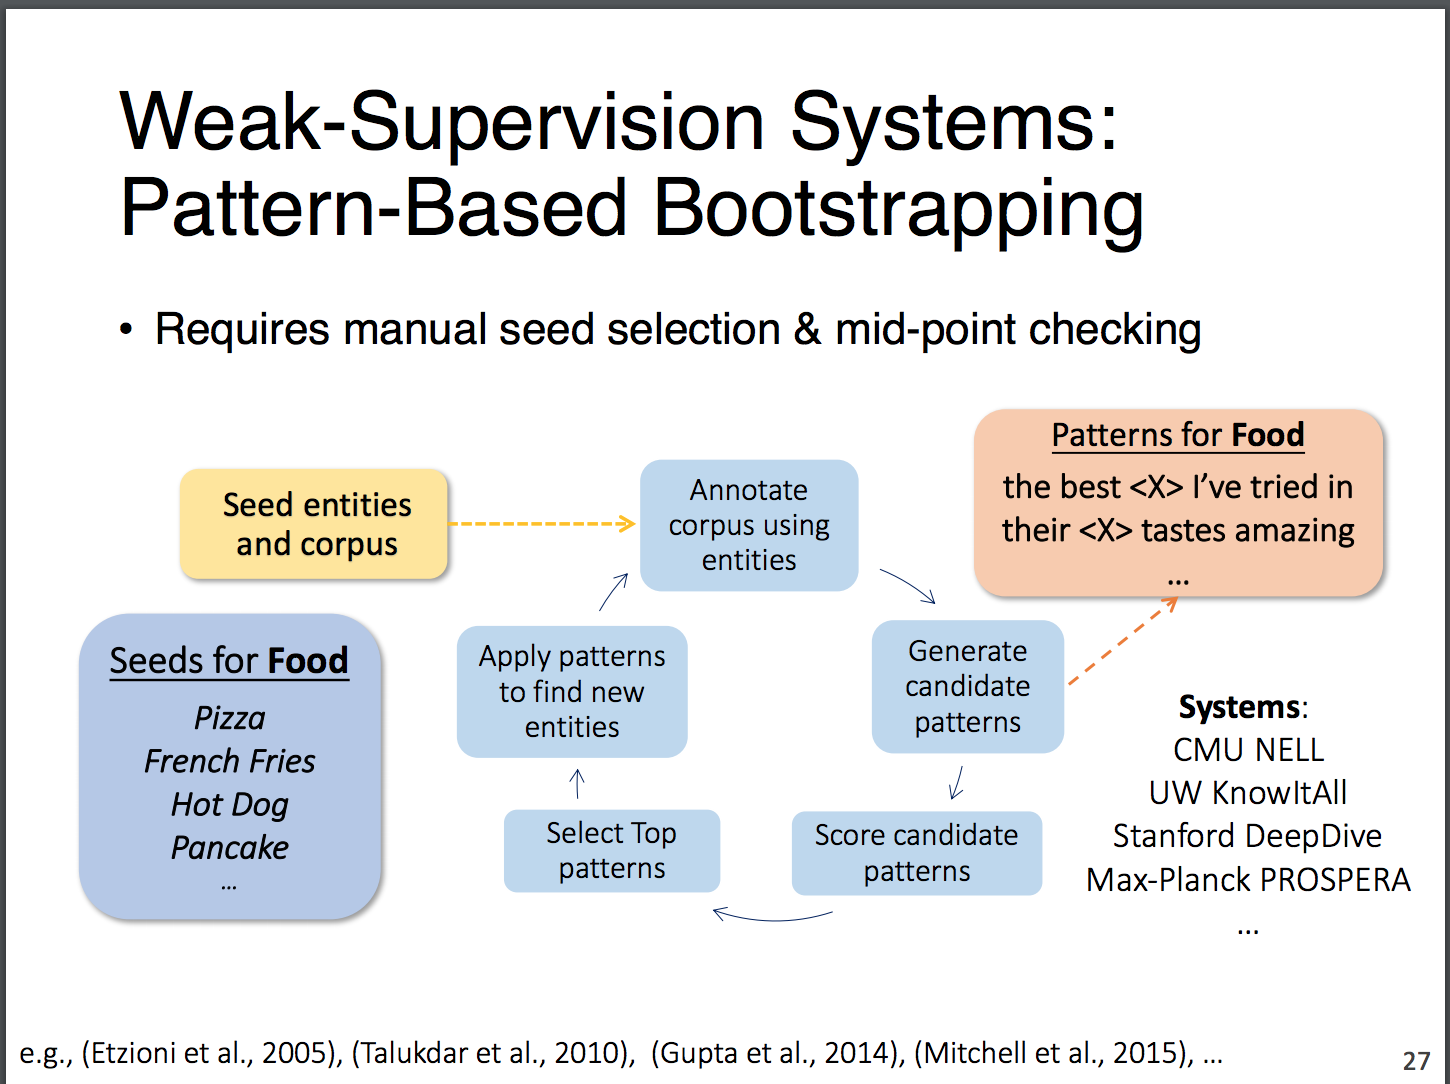 Weak-Supervision Systems:
Pattern-Based Bootstrapping
• Requires manual seed selection & mid-point checking
Seed entities
and corpus
Annotate
corpus using
entities
Patterns for Food
the best <X> I’ve tried in
their <X> tastes amazing
...
Seeds for Food
Pizza
French Fries
Hot Dog
Pancake
...
Apply patterns
to find new
entities
Generate
candidate
patterns
Select Top
patterns
Score candidate
patterns
Systems:
CMU NELL
UW KnowItAll
Stanford DeepDive
Max-Planck PROSPERA
...
e.g., (Etzioni et al., 2005), (Talukdar et al., 2010), (Gupta et al., 2014), (Mitchell et al., 2015), ...
27